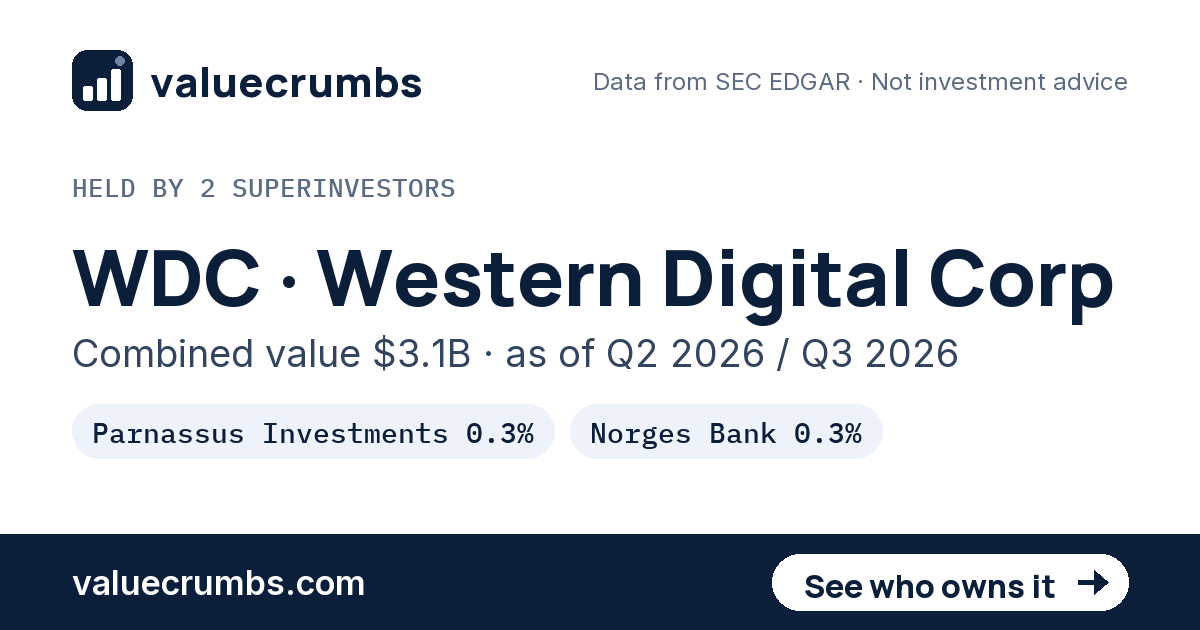 valuecrumbs
Data from SEC EDGAR · Not investment advice
HELD BY 2 SUPERINVESTORS
WDC · Western Digital Corp
Combined value $3.1B · as of Q2 2026 / Q3 2026
Parnassus Investments 0.3%
Norges Bank 0.3%
valuecrumbs.com
See who owns it →